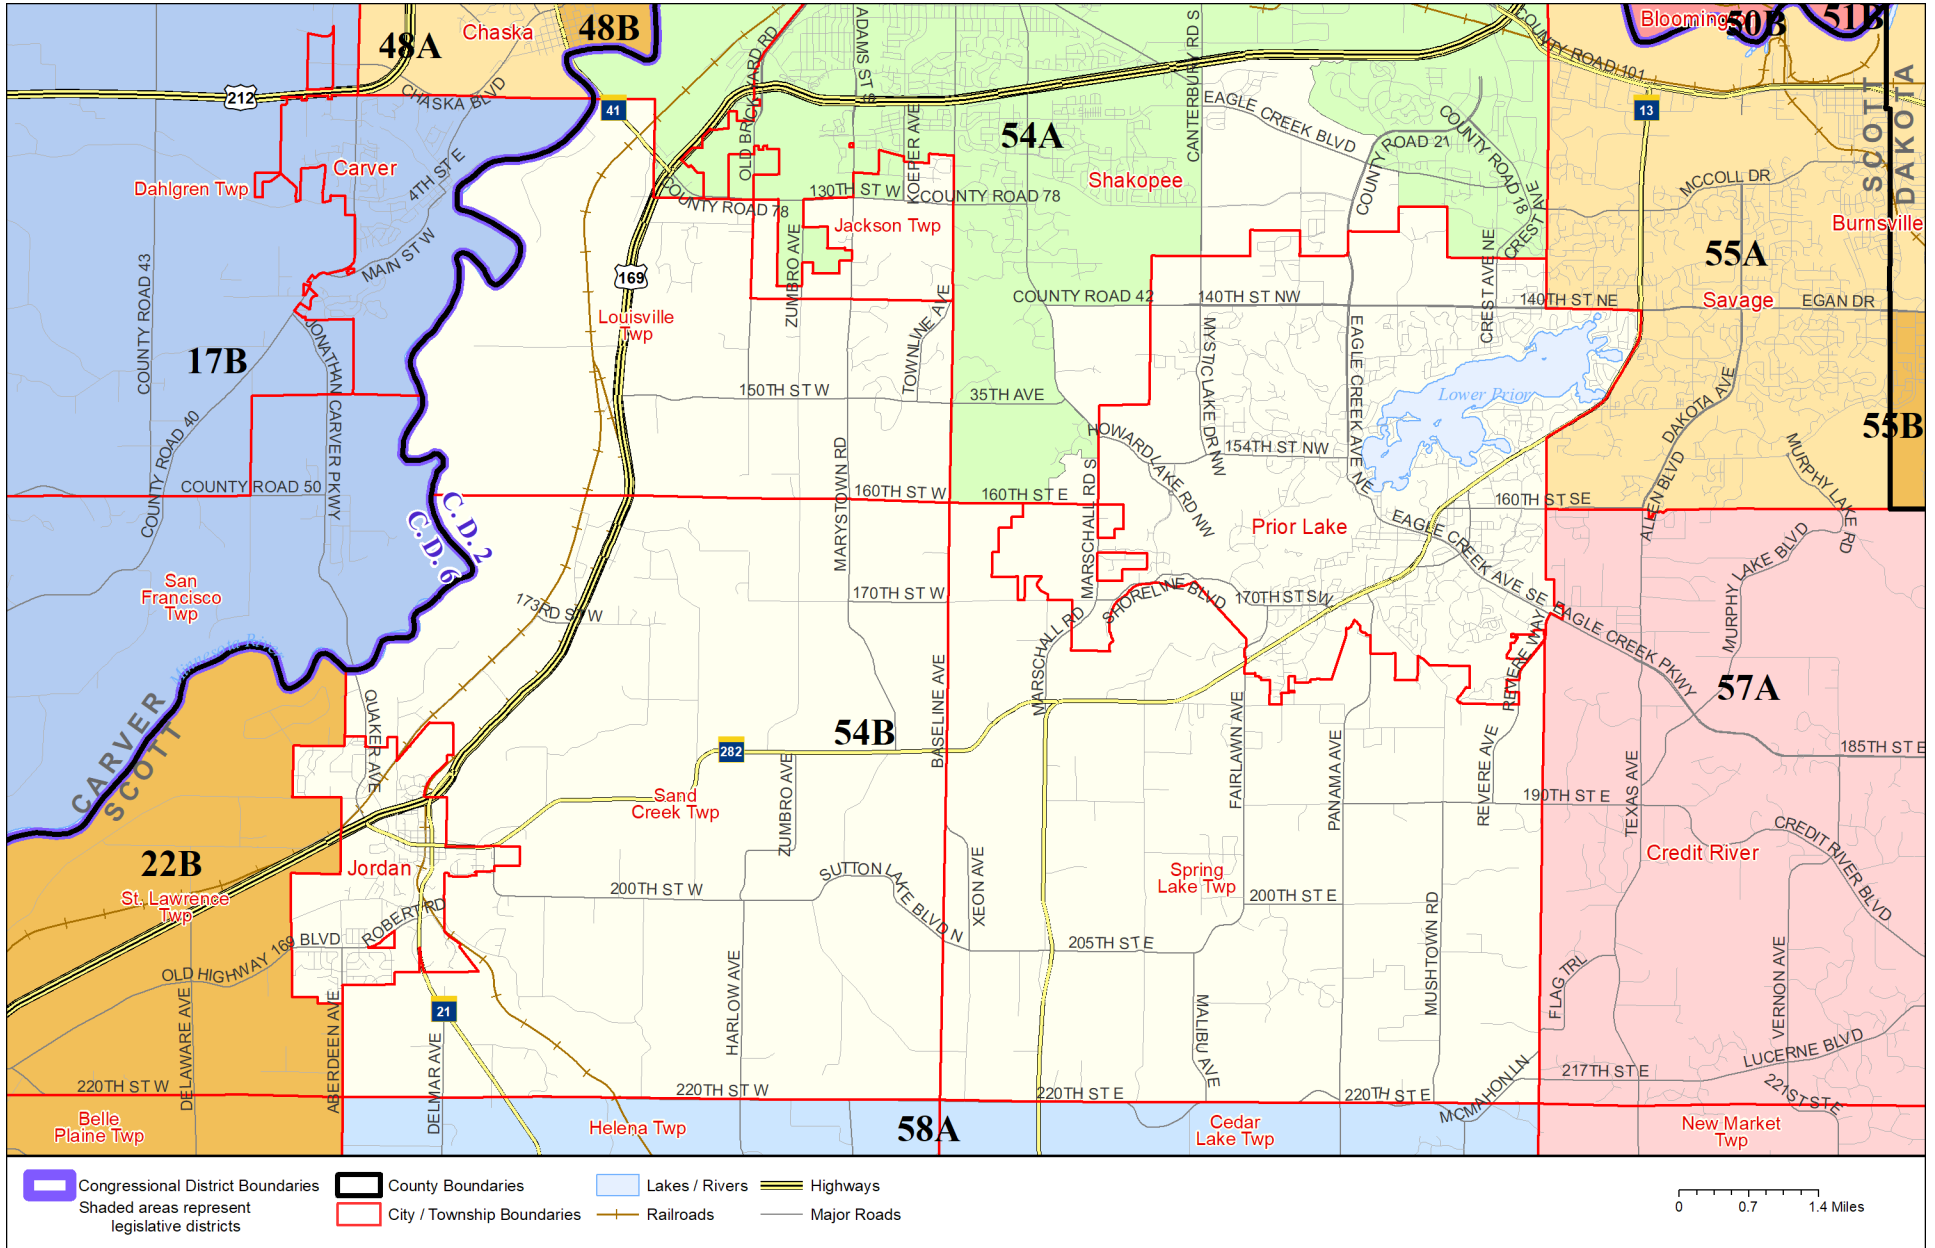 48A
Chaska
48B
ADAMS ST S
CANTERBURY RD S
COUNTY ROAD 101
Bloomington
50B
51B
212
CHASKA BLVD
41
OLD BRICK YARD RD
KOEPER AVE
54A
EAGLE CREEK BLVD
COUNTY ROAD 21
COUNTY ROAD 18
13
SCOTT
DAKOTA
Carver
Dahlgren Twp
4TH ST E
COUNTY ROAD 78
130TH ST W
COUNTY ROAD 78
Shakopee
CREST AVE
MCCOLL DR
Burnsville
Jackson Twp
MAIN ST W
ZUMBRO AVE
CREST AVE NE
55A
COUNTY ROAD 43
169
Louisville
Twp
TOWNLINE AVE
COUNTY ROAD 42
140TH ST NW
140TH ST NE
Savage
EGAN DR
17B
JONATHAN CARVER PKWY
MYSTIC LAKE DR NW
EAGLE CREEK AVE NE
150TH ST W
35TH AVE
Lower Prior
DAKOTA AVE
55B
COUNTY ROAD 40
MARYSTOWN RD
HOWARD LAKE RD NW
154TH ST NW
MURPHY LAKE RD
COUNTY ROAD 50
C. D. 2
C. D. 6
160TH ST W
160TH ST E
MARSCHALL RD S
160TH ST SE
ALLEN BLVD
Prior Lake
EAGLE CREEK AVE SE
San
Francisco
Twp
173RD ST W
170TH ST W
SHORELINE BLVD
170TH ST SW
EAGLE CREEK PKWY
MURPHY LAKE BLVD
Minnesota River
MARSCHALL RD
REVERE WAY
57A
CARVER
SCOTT
QUAKER AVE
BASELINE AVE
MARSCHALL RD
FAIRLAWN AVE
PANAMA AVE
REVERE AVE
TEXAS AVE
185TH ST E
54B
282
ZUMBRO AVE
Sand
Creek Twp
190TH ST E
CREDIT RIVER BLVD
22B
Jordan
Credit River
St. Lawrence
Twp
SUTTON LAKE BLVD N
XEON AVE
Spring
Lake Twp
200TH ST W
200TH ST E
ROBERT RD
OLD HIGHWAY 169 BLVD
205TH ST E
MUSHTOWN RD
FLAG TRL
VERNON AVE
DELAWARE AVE
ABERDEEN AVE
21
DELMAR AVE
HARLOW AVE
MALIBU AVE
LUCERNE BLVD
220TH ST W
220TH ST W
220TH ST E
220TH ST E
MCMAHON LN
217TH ST E
221ST ST E
Belle
Plaine Twp
Helena Twp
58A
Cedar
Lake Twp
New Market
Twp
Congressional District Boundaries
County Boundaries
Lakes / Rivers
Highways
Shaded areas represent
legislative districts
City / Township Boundaries
Railroads
Major Roads
0 0.7 1.4 Miles